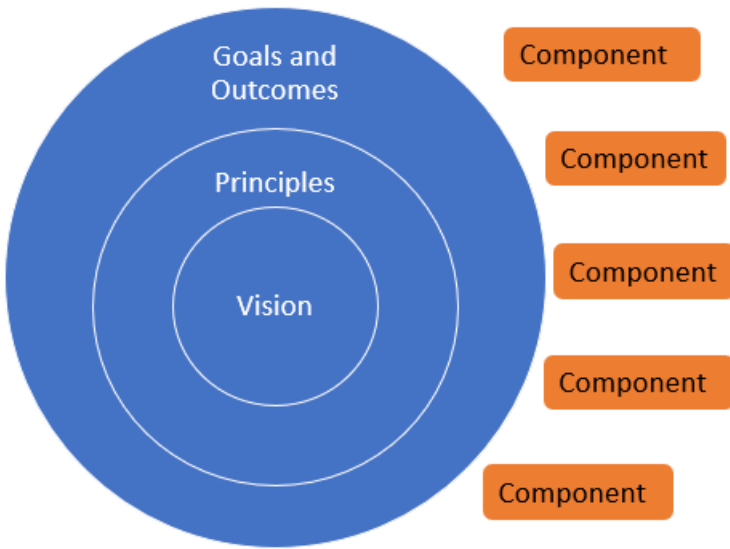 Goals and
Outcomes
Principles
Vision
Component
Component
Component
Component
Component